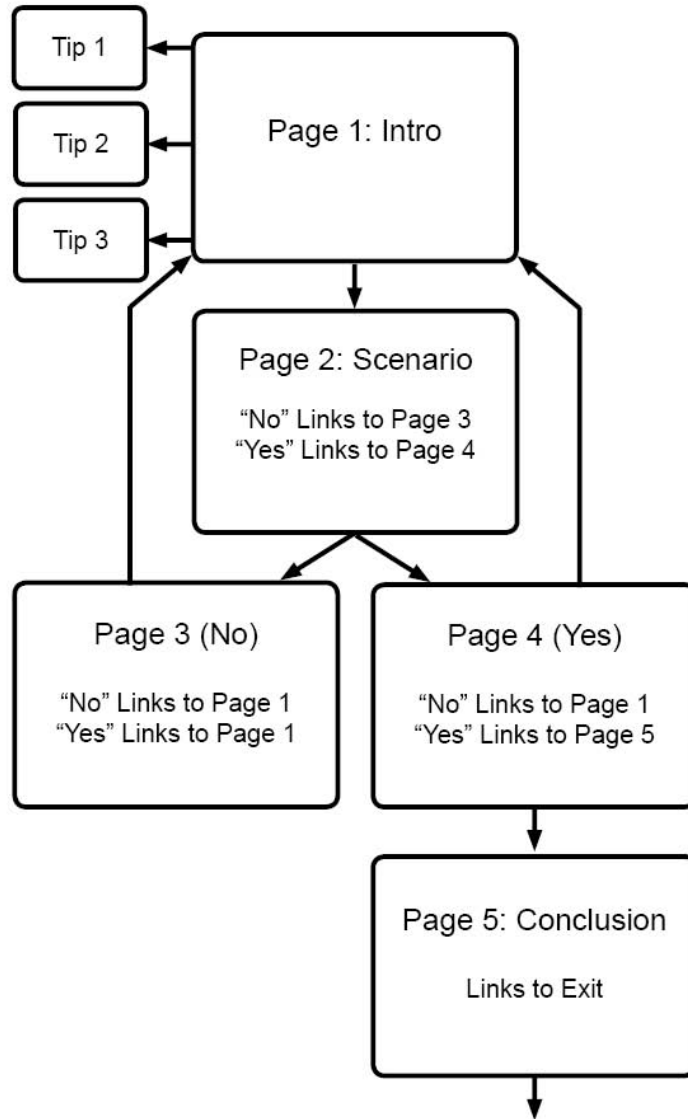 Tip 1
Page 1: Intro
Tip 2
Tip 3
Page 2: Scenario
“No” Links to Page 3
“Yes” Links to Page 4
Page 3 (No)
“No” Links to Page 1
“Yes” Links to Page 1
Page 4 (Yes)
“No” Links to Page 1
“Yes” Links to Page 5
Page 5: Conclusion
Links to Exit